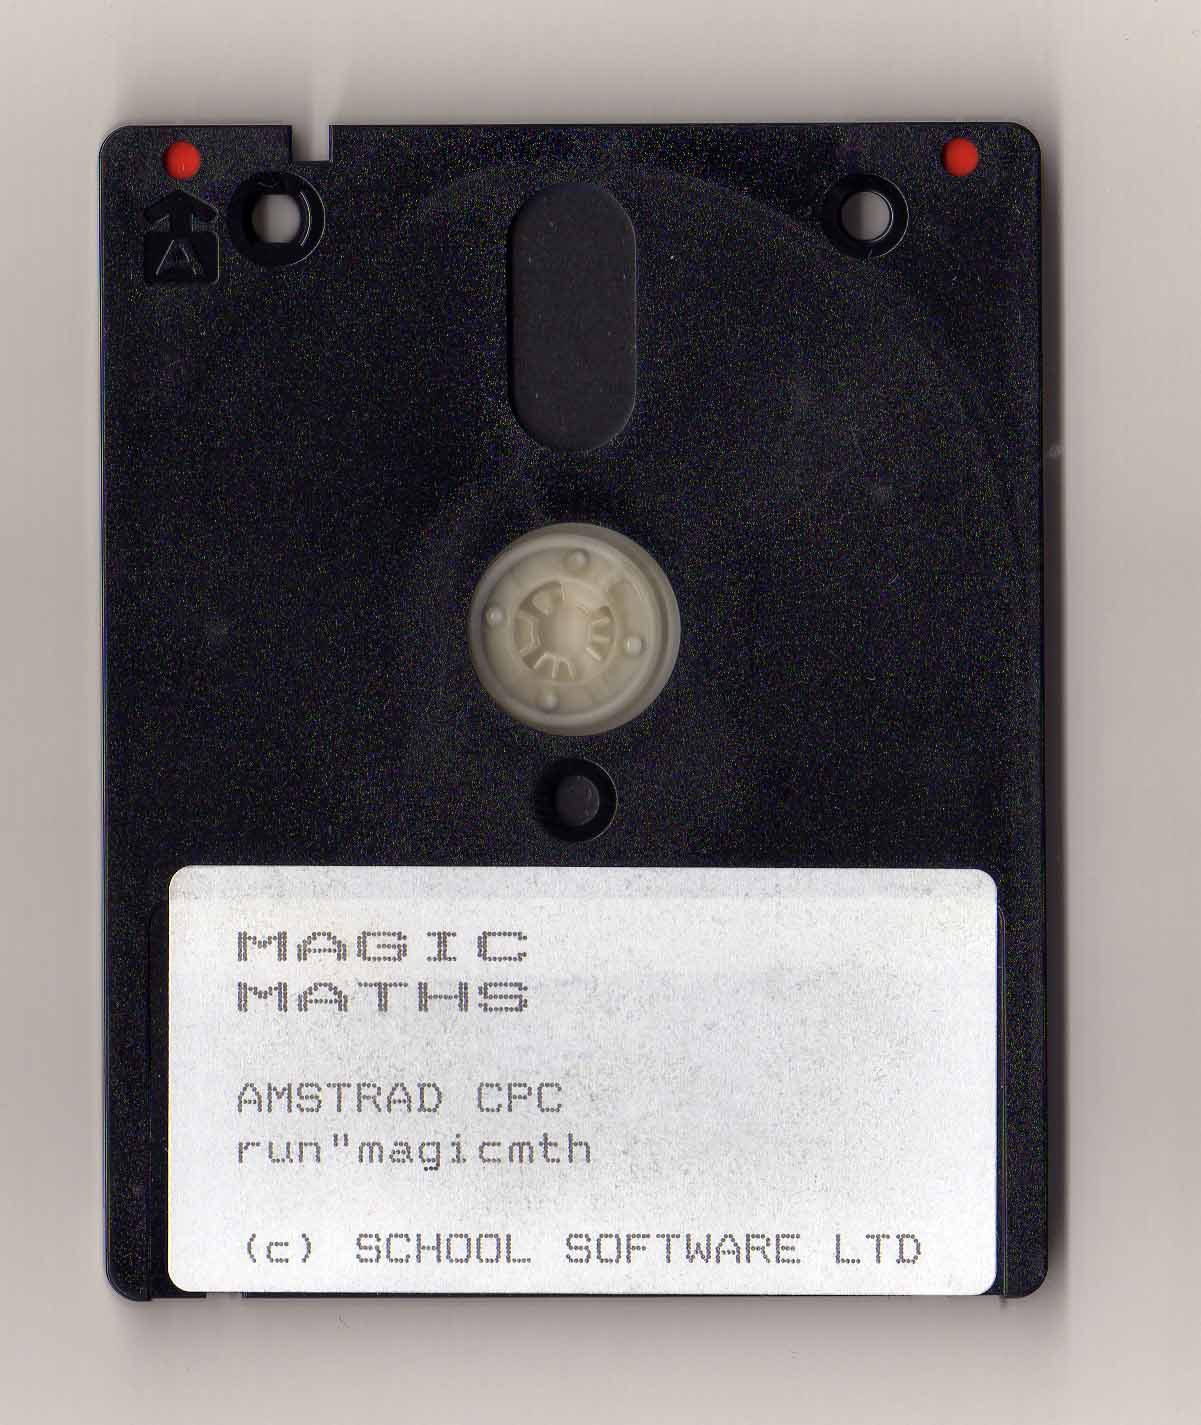 A
MAGIC
MATHS
AMSTRAD CPC
run"magicmth
(c) SCHOOL SOFTWARE LTD